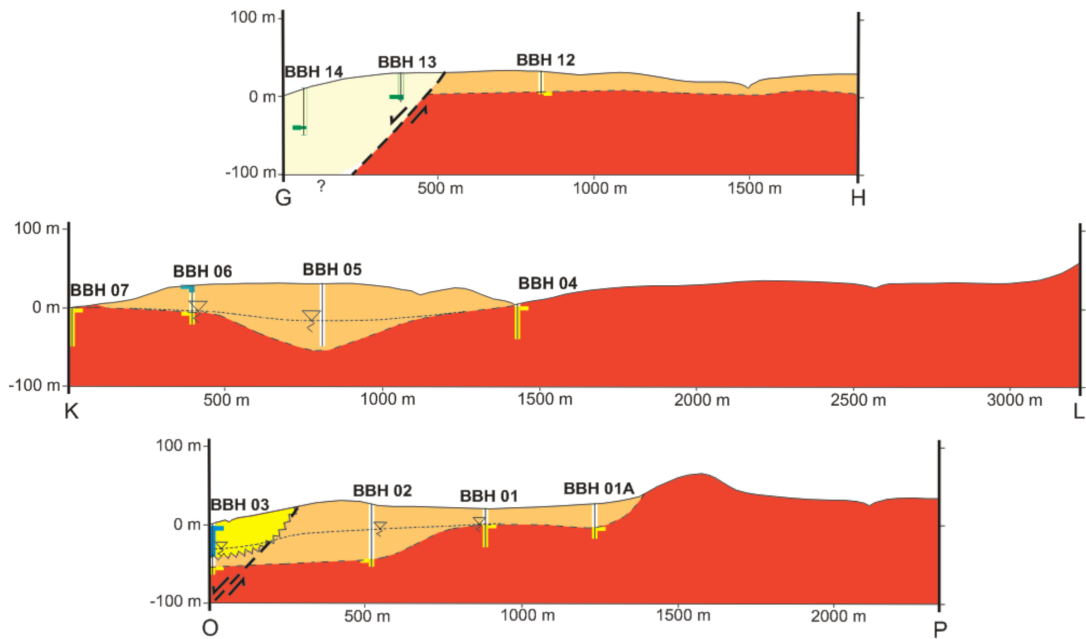 100 m
BBH 13
BBH 14
BBH 12
0 m
-100 m
?
500 m
1000 m
1500 m
G
H
100 m
BBH 06
BBH 05
BBH 07
BBH 04
0 m
-100 m
500 m
1000 m
1500 m
2000 m
2500 m
3000 m
K
L
100 m
BBH 03
BBH 02
BBH 01
BBH 01A
0 m
-100 m
500 m
1000 m
1500 m
2000 m
O
P